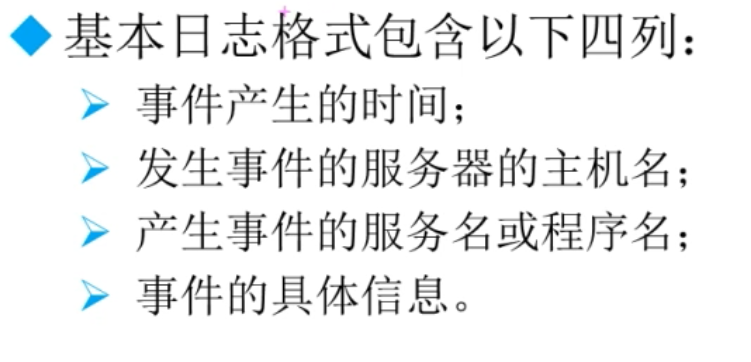 基本日志格式包含以下四列：
事件产生的时间；
发生事件的服务器的主机名；
产生事件的服务名或程序名；
事件的具体信息。